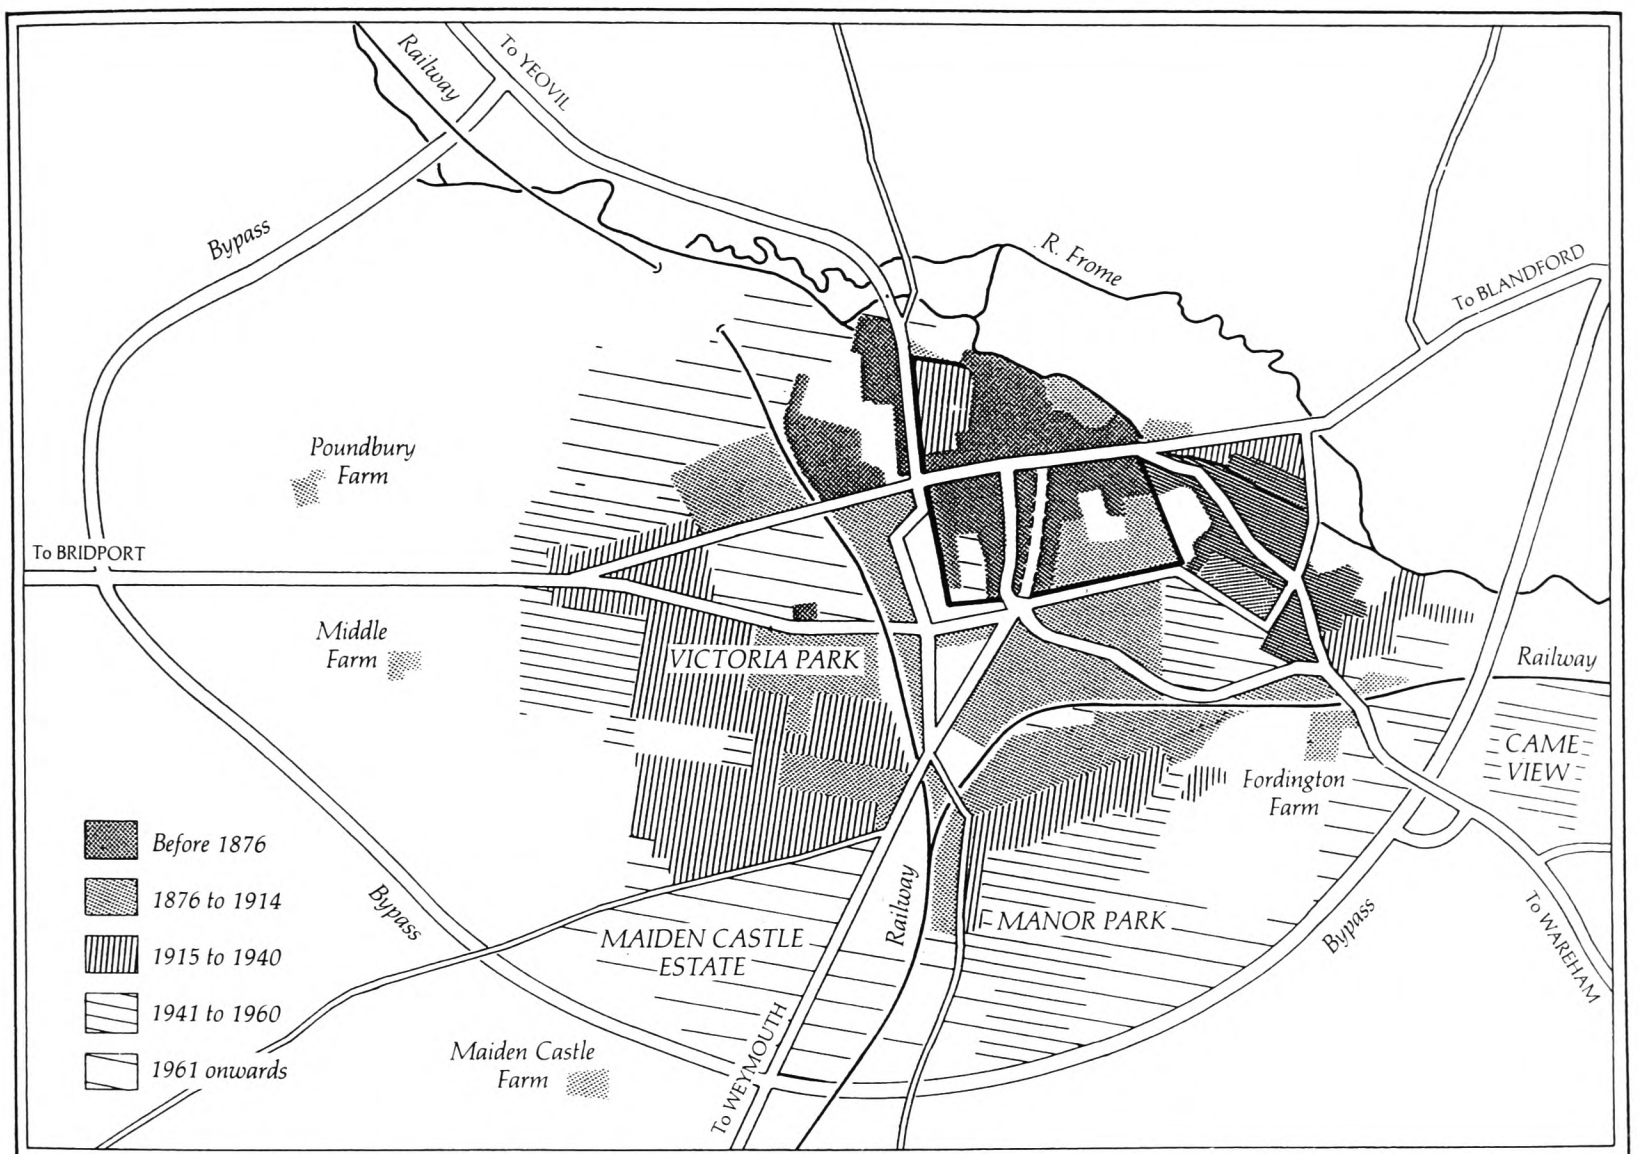 Railway
To YEOVIL
Bypass
R. Frome
To BLANDFORD
Poundbury
Farm
To BRIDPORT
Middle
Farm
VICTORIA PARK
Railway
CAME
VIEW
Fordington
Farm
Before 1876
1876 to 1914
1915 to 1940
1941 to 1960
1961 onwards
Bypass
Railway
MANOR PARK
Bypass
To WAREHAM
MAIDEN CASTLE
ESTATE
Maiden Castle
Farm
To WEYMOUTH